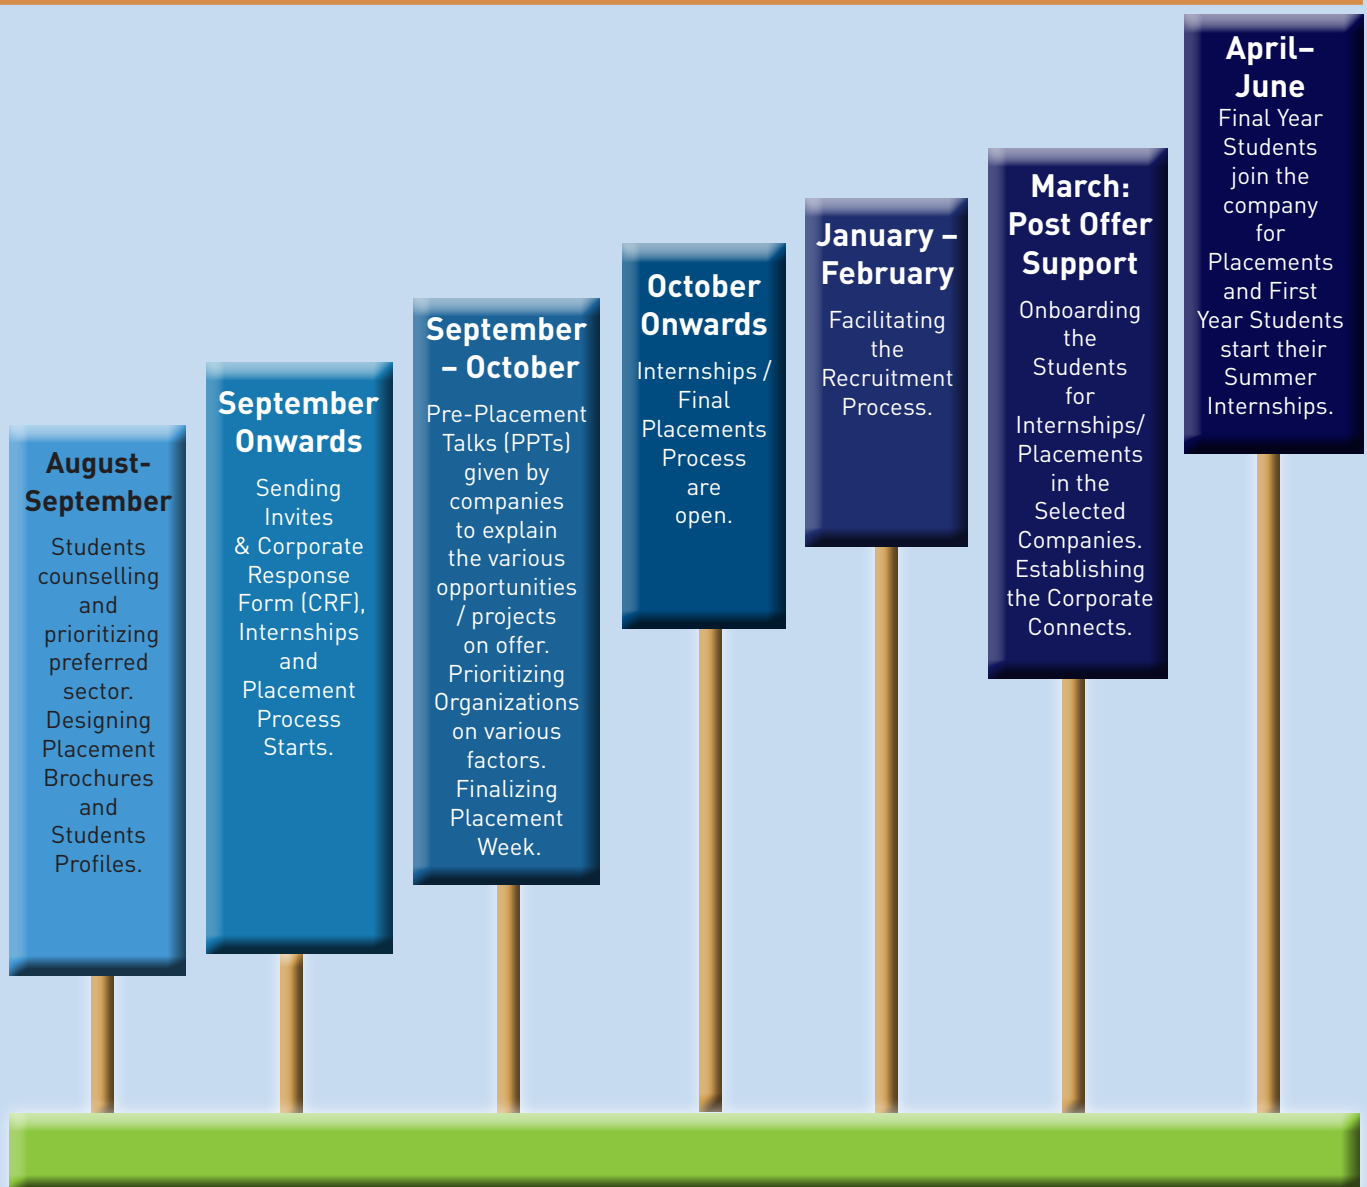 August-
September
Students
counselling
and
prioritizing
preferred
sector.
Designing
Placement
Brochures
and
Students
Profiles.
September
Onwards
Sending
Invites
& Corporate
Response
Form (CRF),
Internships
and
Placement
Process
Starts.
September
– October
Pre-Placement
Talks (PPTs)
given by
companies
to explain
the various
opportunities
/ projects
on offer.
Prioritizing
Organizations
on various
factors.
Finalizing
Placement
Week.
October
Onwards
Internships /
Final
Placements
Process
are
open.
January –
February
Facilitating
the
Recruitment
Process.
March:
Post Offer
Support
Onboarding
the
Students
for
Internships/
Placements
in the
Selected
Companies.
Establishing
the Corporate
Connects.
April–
June
Final Year
Students
join the
company
for
Placements
and First
Year Students
start their
Summer
Internships.